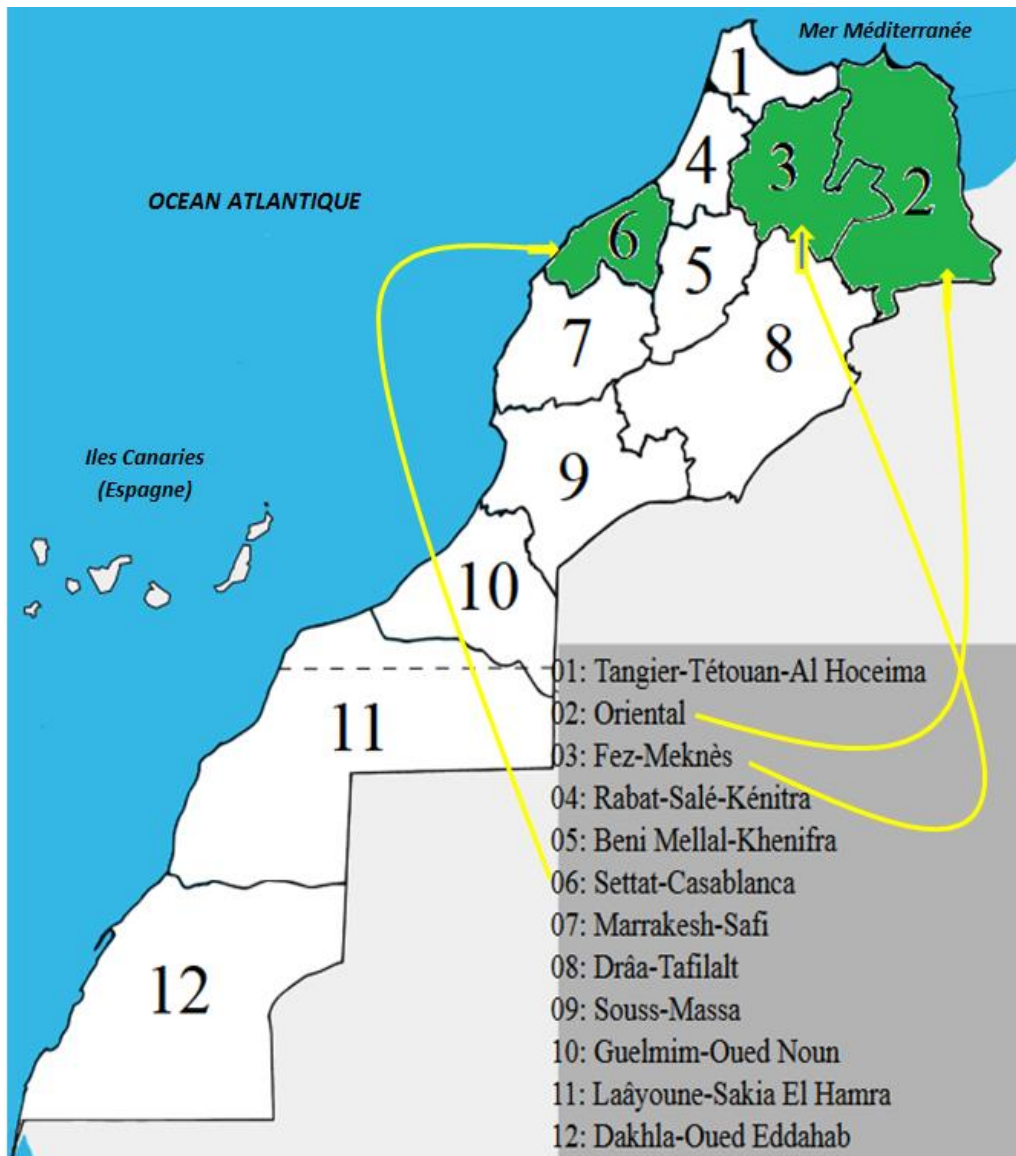 Mer Méditerranée
1
4
3
2
OCEAN ATLANTIQUE
6
5
7
8
Iles Canaries
(Espagne)
9
10
11
12
01: Tangier-Tétouan-Al Hoceima
02: Oriental
03: Fez-Meknès
04: Rabat-Salé-Kénitra
05: Beni Mellal-Khenifra
06: Settat-Casablanca
07: Marrakesh-Safi
08: Drâa-Tafilalt
09: Souss-Massa
10: Guelmim-Oued Noun
11: Laâyoune-Sakia El Hamra
12: Dakhla-Oued Eddahab